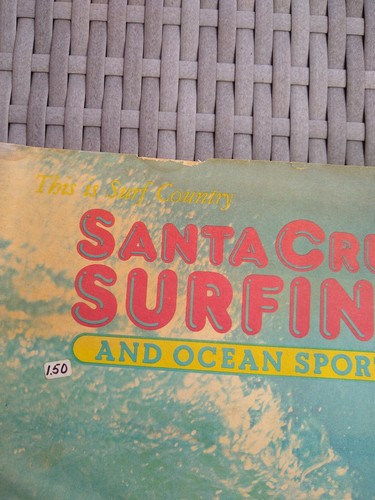 This is Surf Country
SANTA CRU
SURFIN
AND OCEAN SPORT
1.50